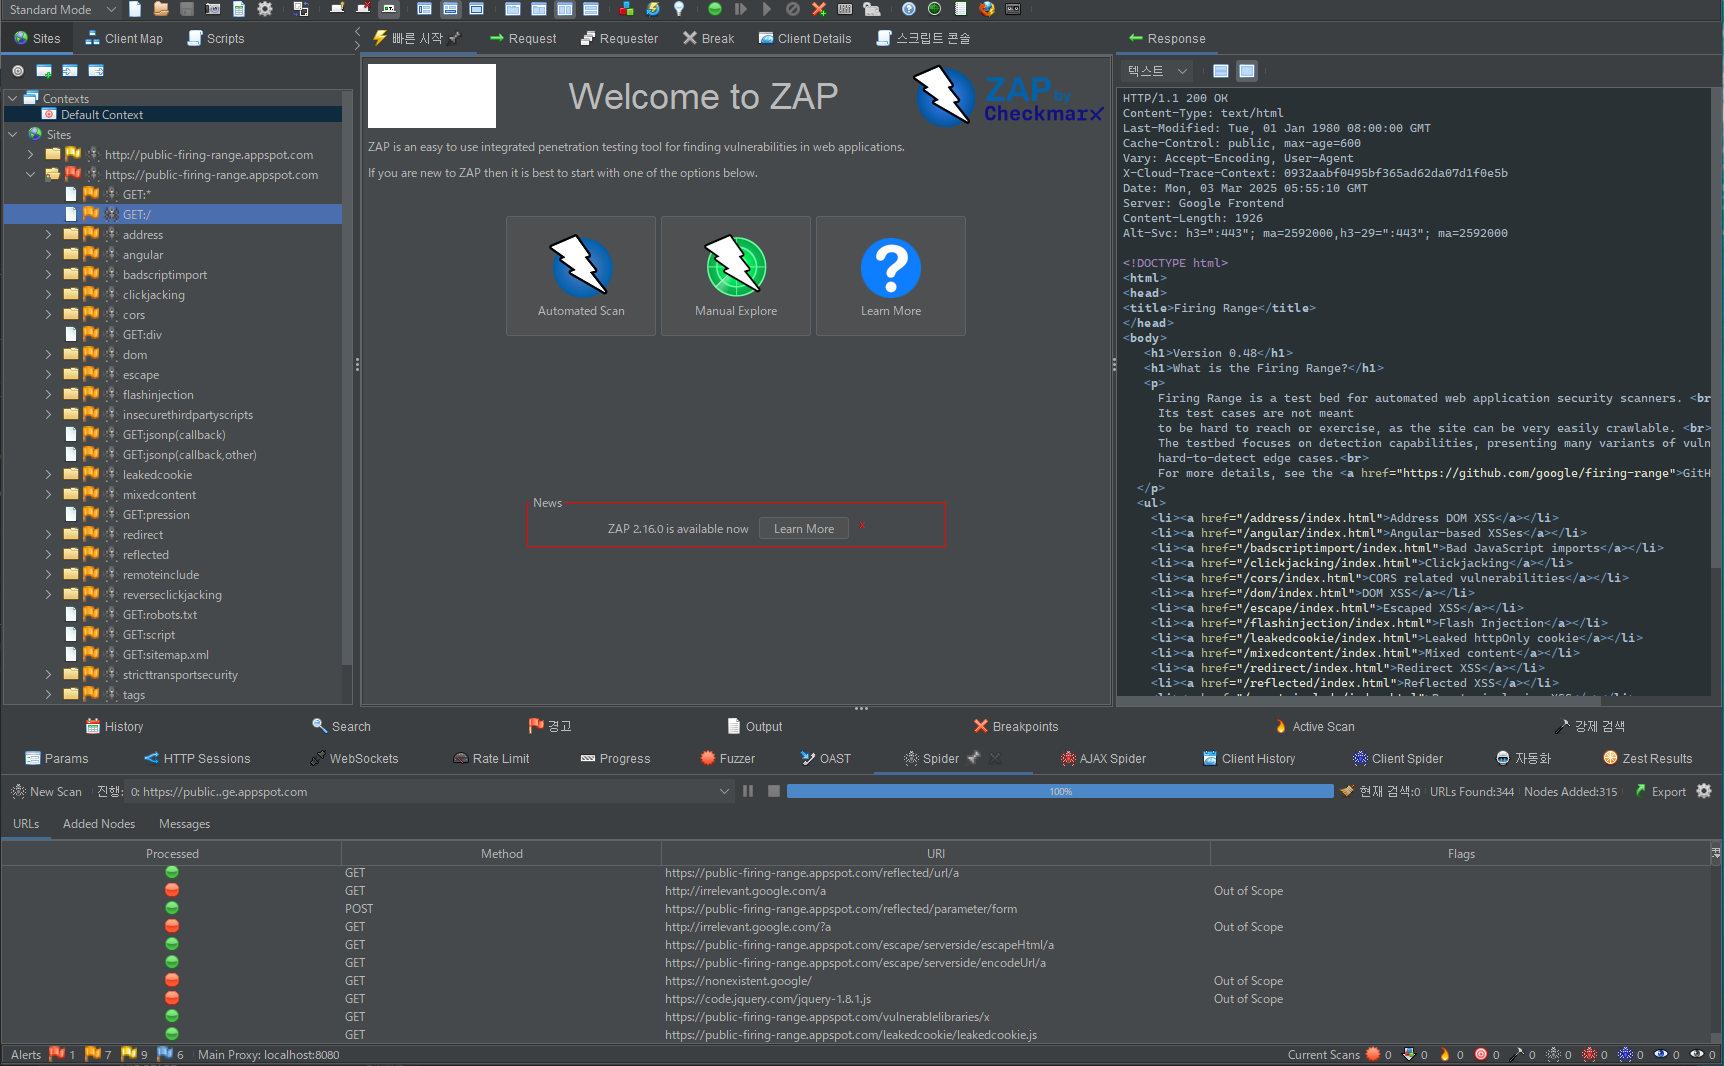 Standard Mode
Sites
Client Map
Scripts
빠른 시작
Request
Requester
Break
Client Details
스크립트 콘솔
Response
Contexts
Default Context
Sites
http://public-firing-range.appspot.com
https://public-firing-range.appspot.com
GET:*
GET:/
address
angular
badscriptimport
clickjacking
cors
GET:div
dom
escape
flashinjection
insecurethirdpartyscripts
GET:jsonp(callback)
GET:jsonp(callback,other)
leakedcookie
mixedcontent
GET:pression
redirect
reflected
remoteinclude
reverseclickjacking
GET:robots.txt
GET:script
GET:sitemap.xml
stricttransportsecurity
tags
Welcome to ZAP
ZAP by
Checkmarx
ZAP is an easy to use integrated penetration testing tool for finding vulnerabilities in web applications.
If you are new to ZAP then it is best to start with one of the options below.
Automated Scan
Manual Explore
Learn More
News
ZAP 2.16.0 is available now
Learn More
x
텍스트
HTTP/1.1 200 OK
Content-Type: text/html
Last-Modified: Tue, 01 Jan 1980 08:00:00 GMT
Cache-Control: public, max-age=600
Vary: Accept-Encoding, User-Agent
X-Cloud-Trace-Context: 0932aabf0495bf365ad62da07d1f0e5b
Date: Mon, 03 Mar 2025 05:55:10 GMT
Server: Google Frontend
Content-Length: 1926
Alt-Svc: h3=":443"; ma=2592000,h3-29=":443"; ma=2592000
<!DOCTYPE html>
<html>
<head>
<title>Firing Range</title>
</head>
<body>
<h1>Version 0.48</h1>
<h1>What is the Firing Range?</h1>
<p>
Firing Range is a test bed for automated web application security scanners. <br
Its test cases are not meant
to be hard to reach or exercise, as the site can be very easily crawlable. <br>
The testbed focuses on detection capabilities, presenting many variants of vuln
hard-to-detect edge cases.<br>
For more details, see the <a href="https://github.com/google/firing-range">GitH
</p>
<ul>
<li><a href="/address/index.html">Address DOM XSS</a></li>
<li><a href="/angular/index.html">Angular-based XSSes</a></li>
<li><a href="/badscriptimport/index.html">Bad JavaScript imports</a></li>
<li><a href="/clickjacking/index.html">Clickjacking</a></li>
<li><a href="/cors/index.html">CORS related vulnerabilities</a></li>
<li><a href="/dom/index.html">DOM XSS</a></li>
<li><a href="/escape/index.html">Escaped XSS</a></li>
<li><a href="/flashinjection/index.html">Flash Injection</a></li>
<li><a href="/leakedcookie/index.html">Leaked httpOnly cookie</a></li>
<li><a href="/mixedcontent/index.html">Mixed content</a></li>
<li><a href="/redirect/index.html">Redirect XSS</a></li>
<li><a href="/reflected/index.html">Reflected XSS</a></li>
History
Search
경고
Output
Breakpoints
Active Scan
강제 검색
Params
HTTP Sessions
WebSockets
Rate Limit
Progress
Fuzzer
OAST
Spider
AJAX Spider
Client History
Client Spider
자동화
Zest Results
New Scan
진행: 0: https://public..ge.appspot.com
100%
현재 검색:0
URLs Found:344
Nodes Added:315
Export
URLs
Added Nodes
Messages
Processed Method URI Flags
GET https://public-firing-range.appspot.com/reflected/url/a
GET http://irrelevant.google.com/a Out of Scope
POST https://public-firing-range.appspot.com/reflected/parameter/form
GET http://irrelevant.google.com/?a Out of Scope
GET https://public-firing-range.appspot.com/escape/serverside/escapeHtml/a
GET https://public-firing-range.appspot.com/escape/serverside/encodeUrl/a
GET https://nonexistent.google/ Out of Scope
GET https://code.jquery.com/jquery-1.8.1.js Out of Scope
GET https://public-firing-range.appspot.com/vulnerablelibraries/x
GET https://public-firing-range.appspot.com/leakedcookie/leakedcookie.js
Alerts 1 7 9 6 Main Proxy: localhost:8080
Current Scans 0 0 0 0 0 0 0 0 0 0